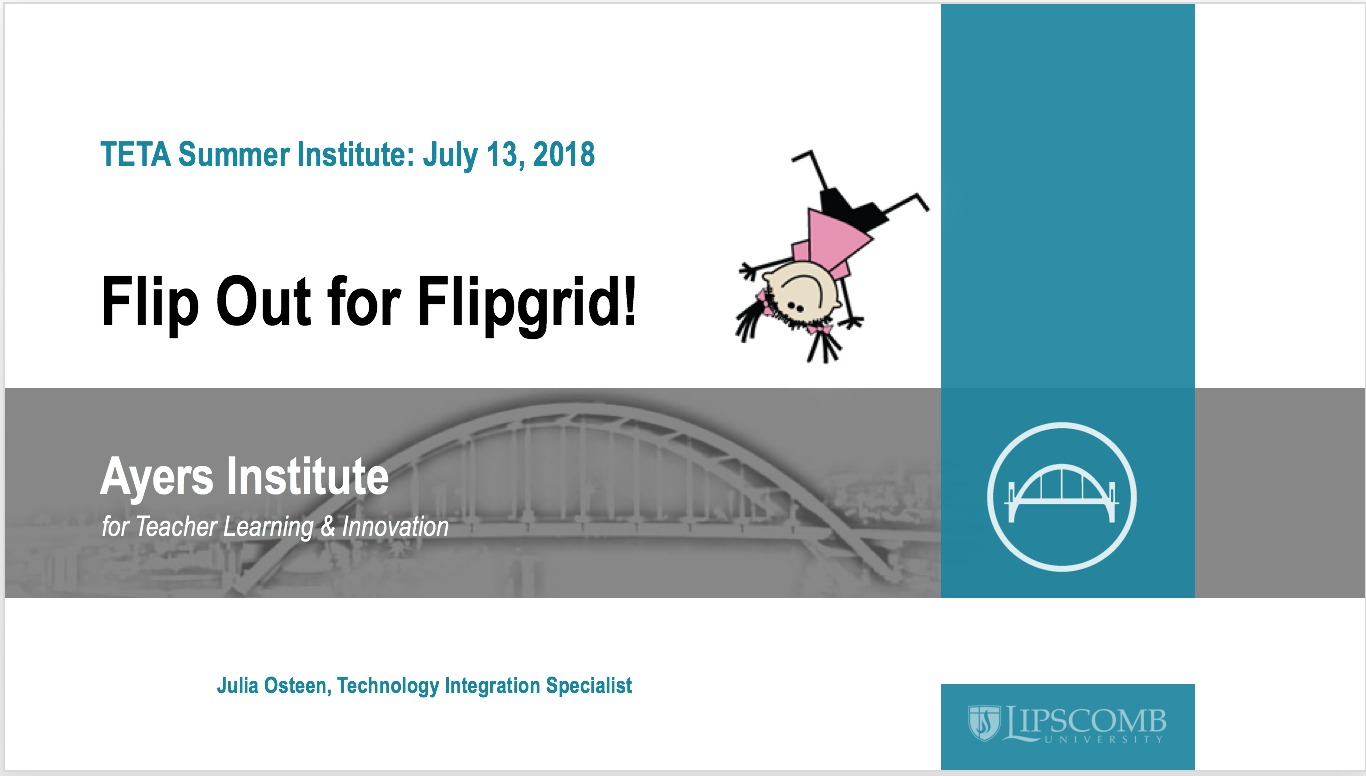 TETA Summer Institute: July 13, 2018
Flip Out for Flipgrid!
Ayers Institute
for Teacher Learning & Innovation
Julia Osteen, Technology Integration Specialist
LIPSCOMB
UNIVERSITY